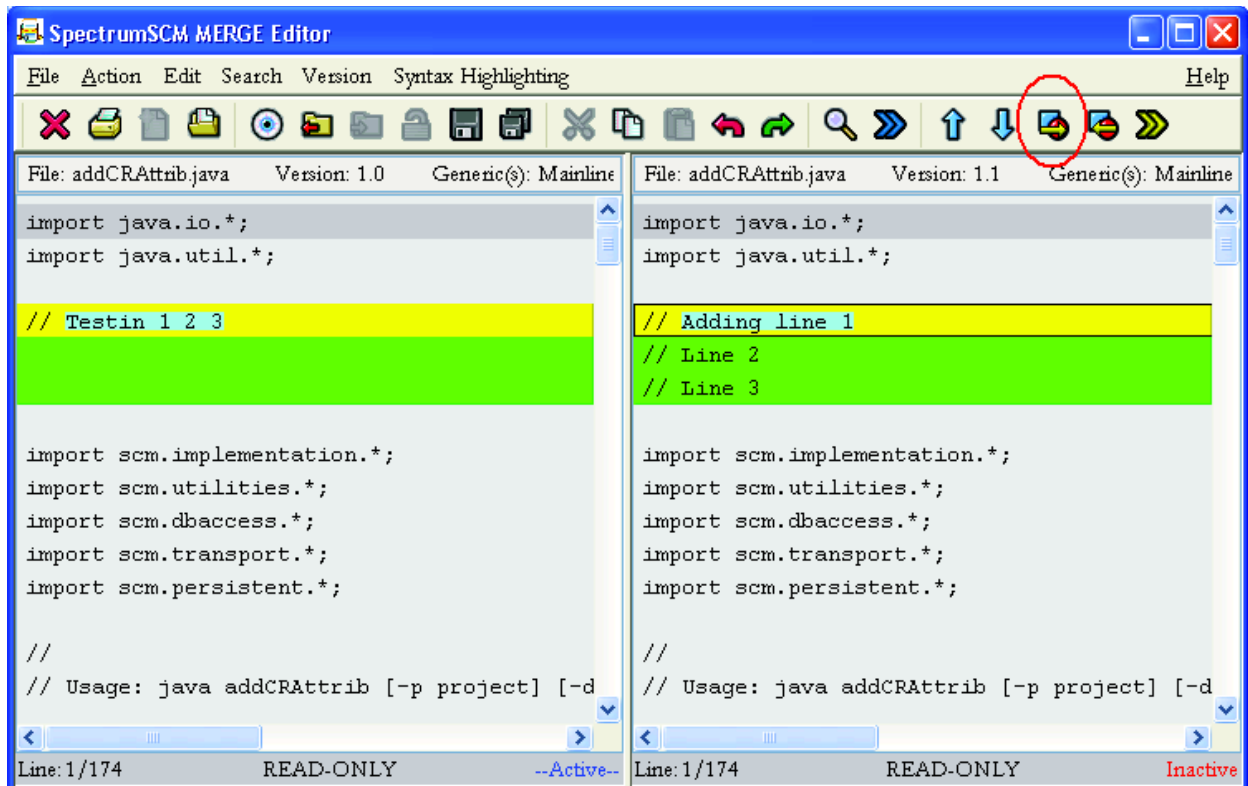 SpectrumSCM MERGE Editor
File Action Edit Search Version Syntax Highlighting Help
File: addCRAttrib.java Version: 1.0 Generic(s): Mainline
import java.io.*;
import java.util.*;
// Testin 1 2 3
import scm.implementation.*;
import scm.utilities.*;
import scm.dbaccess.*;
import scm.transport.*;
import scm.persistent.*;
//
// Usage: java addCRAttrib [-p project] [-d
Line: 1/174 READ-ONLY --Active--
File: addCRAttrib.java Version: 1.1 Generic(s): Mainline
import java.io.*;
import java.util.*;
// Adding line 1
// Line 2
// Line 3
import scm.implementation.*;
import scm.utilities.*;
import scm.dbaccess.*;
import scm.transport.*;
import scm.persistent.*;
//
// Usage: java addCRAttrib [-p project] [-d
Line: 1/174 READ-ONLY Inactive